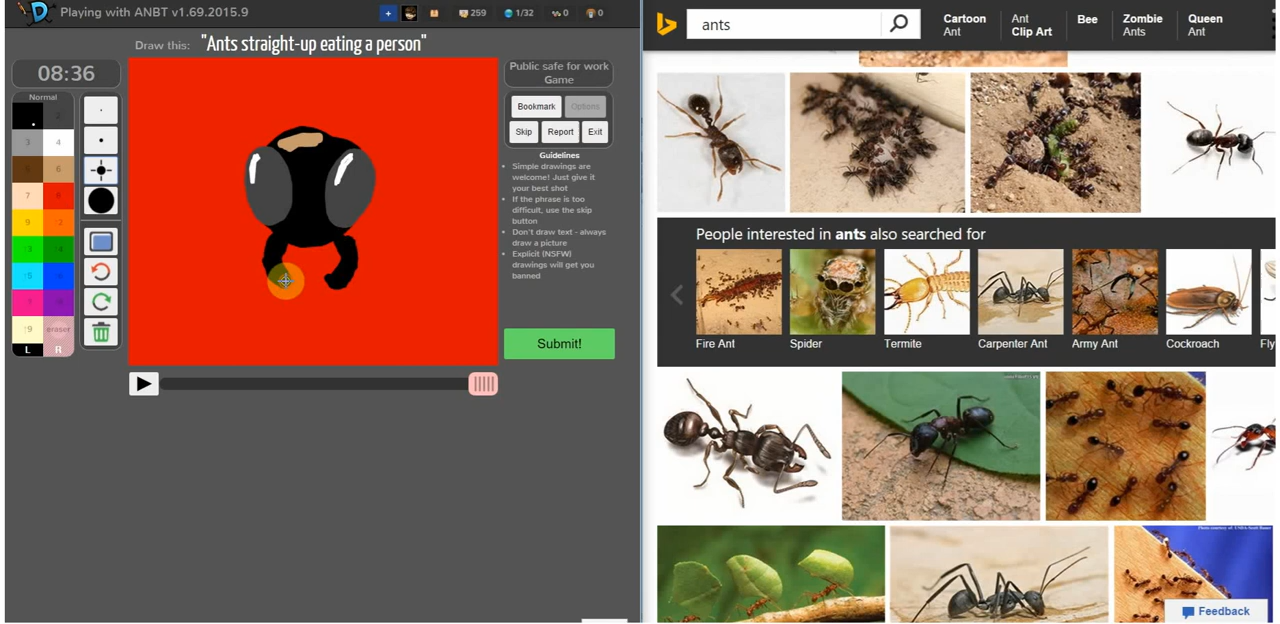 Playing with ANBT v1.69.2015.9
+
259
1/32
0
0
Draw this: "Ants straight-up eating a person"
08:36
Normal
2
3
4
5
6
7
8
9
eraser
L
R
Public safe for work
Game
Bookmark
Options
Skip
Report
Exit
Guidelines
Simple drawings are
welcome! Just give it
your best shot
If the phrase is too
difficult, use the skip
button
Don't draw text - always
draw a picture
Explicit (NSFW)
drawings will get you
banned
Submit!
ants
Cartoon
Ant
Ant
Clip Art
Bee
Zombie
Ants
Queen
Ant
People interested in ants also searched for
Fire Ant
Spider
Termite
Carpenter Ant
Army Ant
Cockroach
Fly
Feedback